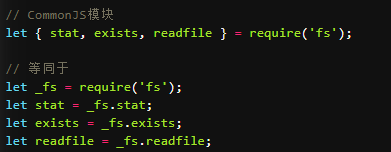 // CommonJS模块
let { stat, exists, readfile } = require('fs');
// 等同于
let _fs = require('fs');
let stat = _fs.stat;
let exists = _fs.exists;
let readfile = _fs.readfile;